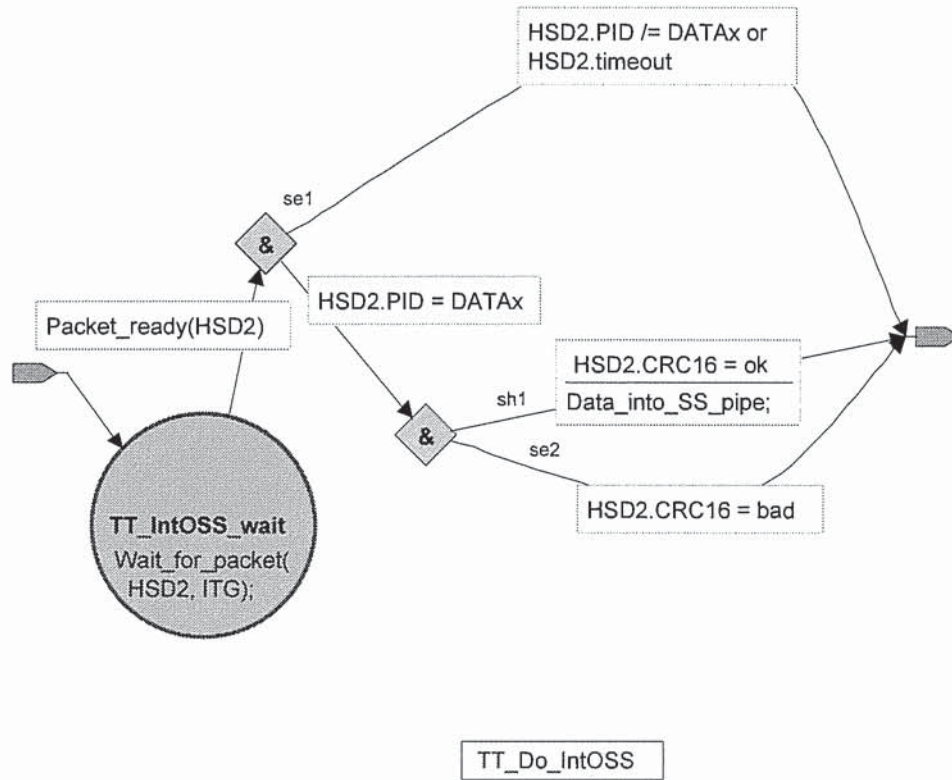 HSD2.PID /= DATAx or
HSD2.timeout
se1
&
HSD2.PID = DATAx
Packet_ready(HSD2)
HSD2.CRC16 = ok
Data_into_SS_pipe;
sh1
&
se2
HSD2.CRC16 = bad
TT_IntOSS_wait
Wait_for_packet(
HSD2, ITG);
TT_Do_IntOSS